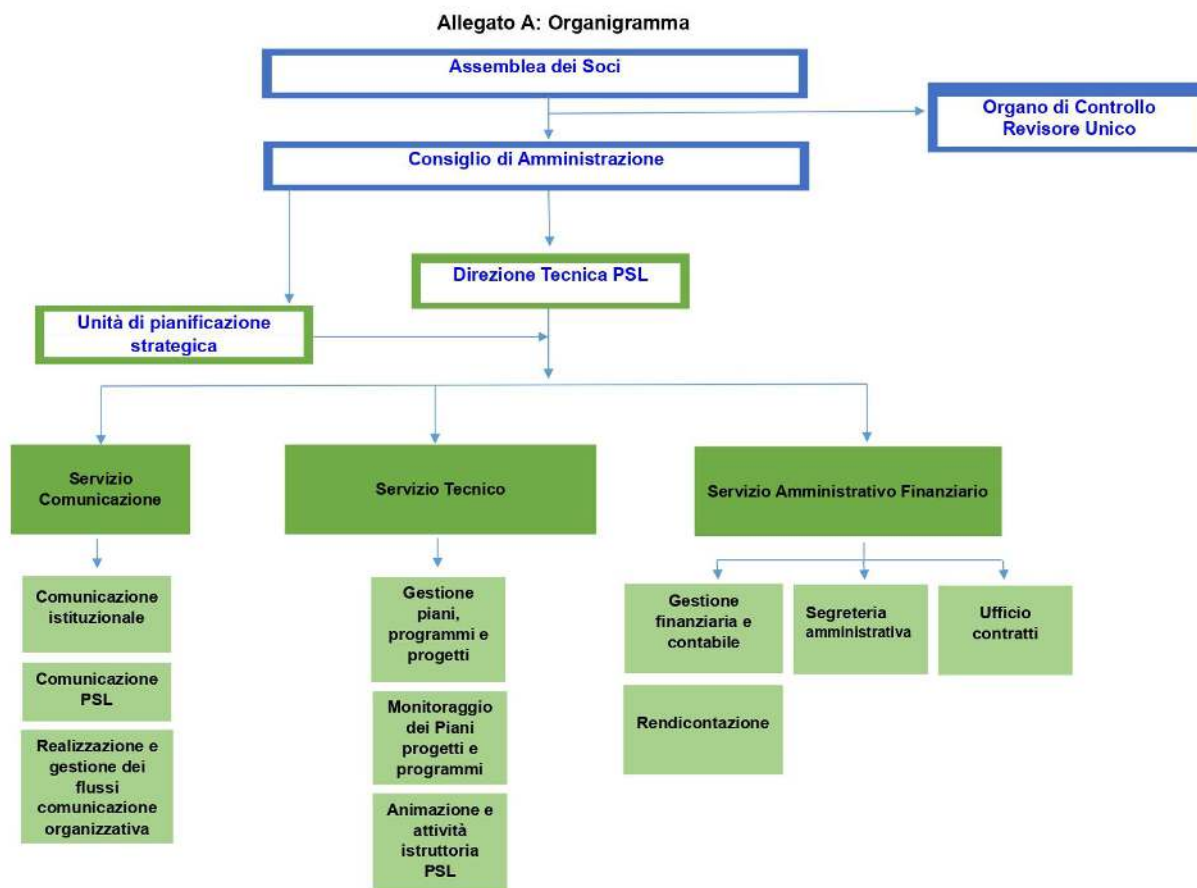 Allegato A: Organigramma
Assemblea dei Soci
Organo di Controllo
Revisore Unico
Consiglio di Amministrazione
Direzione Tecnica PSL
Unità di pianificazione
strategica
Servizio
Comunicazione
Servizio Tecnico
Servizio Amministrativo Finanziario
Comunicazione
istituzionale
Comunicazione
PSL
Realizzazione e
gestione dei
flussi
comunicazione
organizzativa
Gestione
piani,
programmi e
progetti
Monitoraggio
dei Piani
progetti e
programmi
Animazione e
attività
istruttoria
PSL
Gestione
finanziaria e
contabile
Rendicontazione
Segreteria
amministrativa
Ufficio
contratti